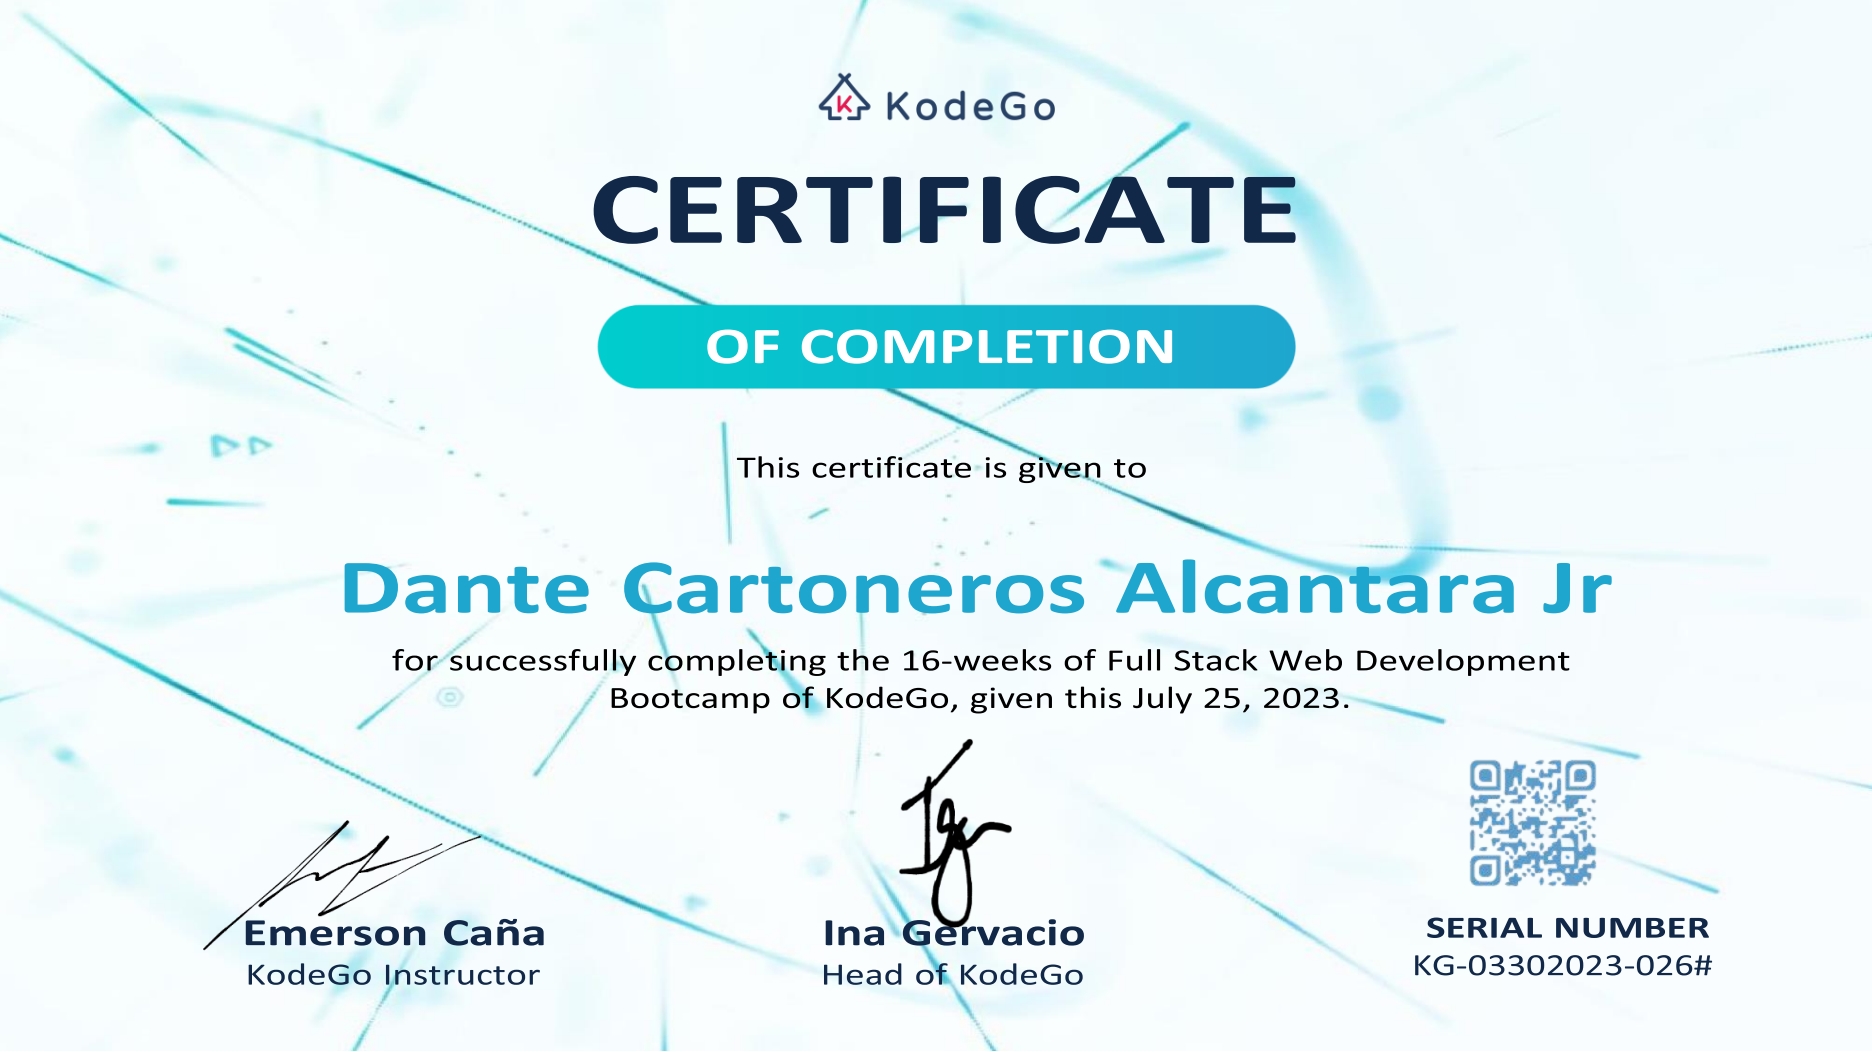 KodeGo
CERTIFICATE
OF COMPLETION
This certificate is given to
Dante Cartoneros Alcantara Jr
for successfully completing the 16-weeks of Full Stack Web Development
Bootcamp of KodeGo, given this July 25, 2023.
Emerson Caña
KodeGo Instructor
Ina Gervacio
Head of KodeGo
SERIAL NUMBER
KG-03302023-026#